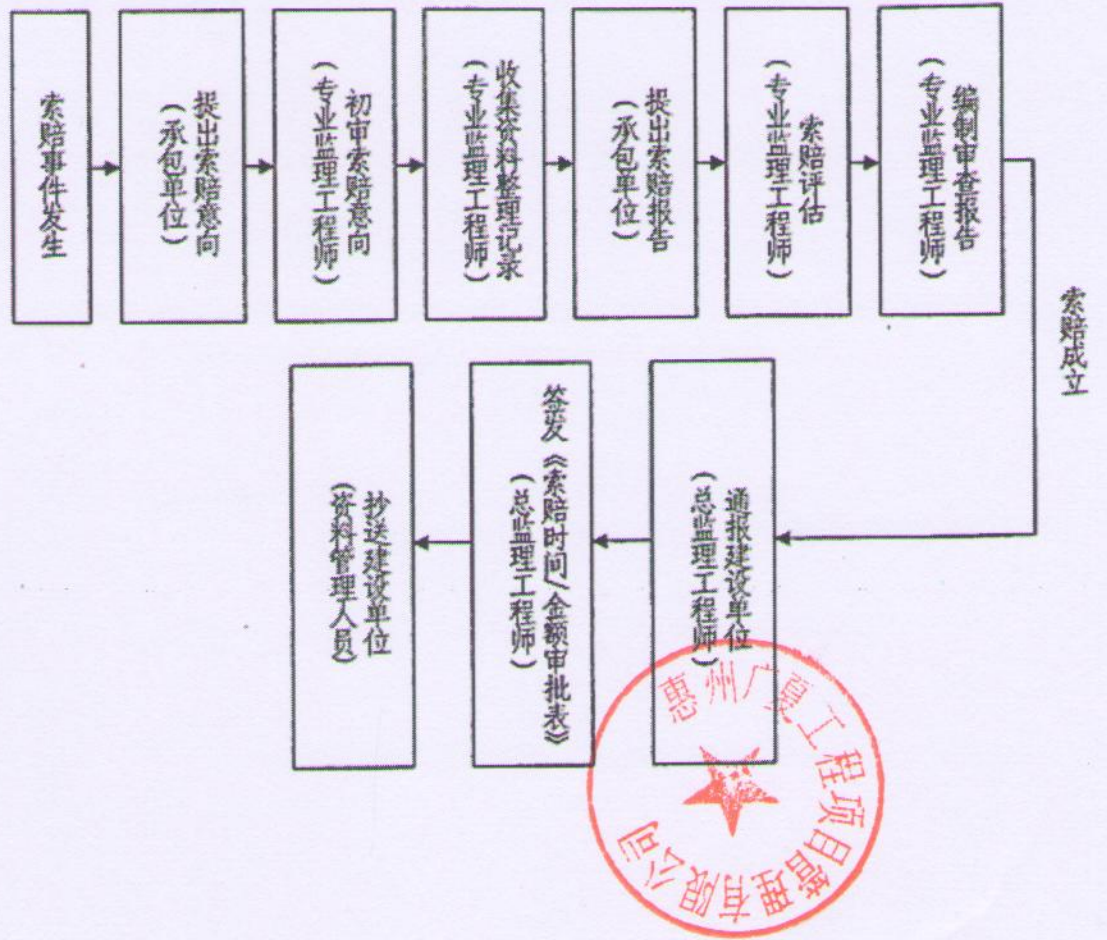 索赔事件发生
提出索赔意向
(承包单位)
初审索赔意向
(专业监理工程师)
收集资料整理记录
(专业监理工程师)
提出索赔报告
(承包单位)
索赔评估
(专业监理工程师)
编制审查报告
(专业监理工程师)
索赔成立
通报建设单位
(总监理工程师)
签发《索赔时间/金额审批表》
(总监理工程师)
抄送建设单位
(资料管理人员)
惠州广夏工程项目管理有限公司